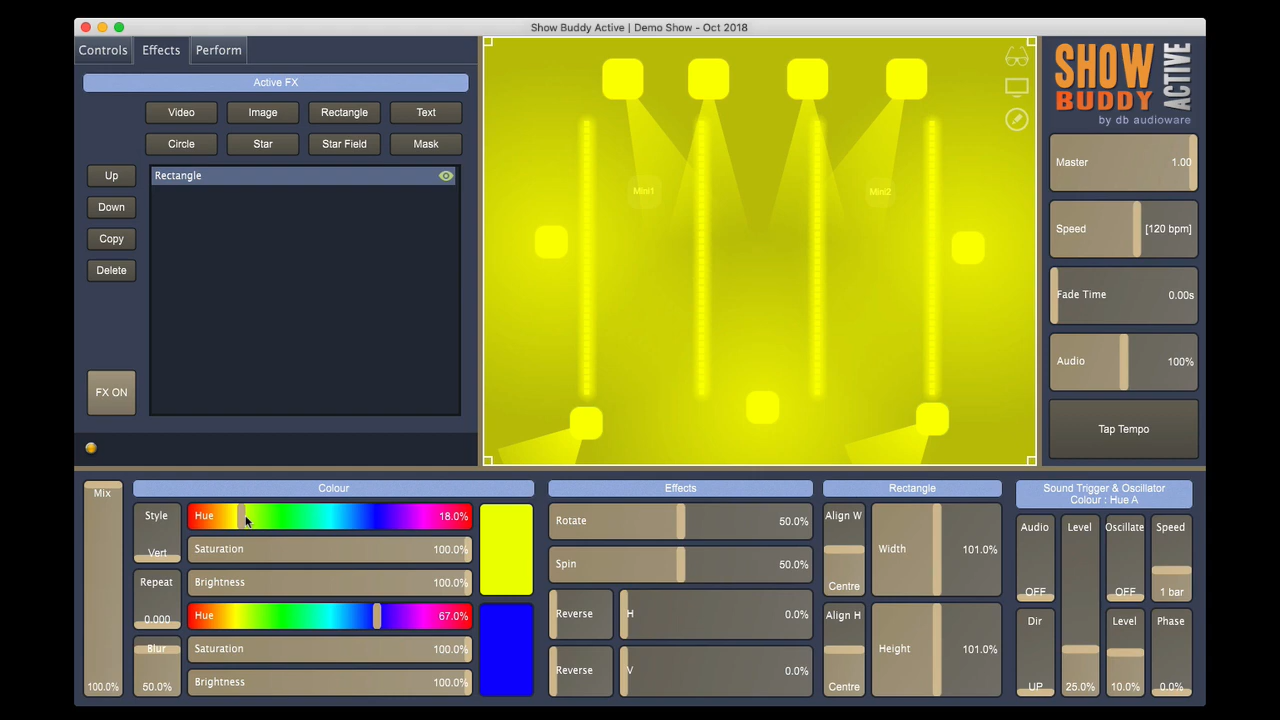 Show Buddy Active | Demo Show - Oct 2018
Controls Effects Perform
Active FX
Video Image Rectangle Text
Circle Star Star Field Mask
Up
Down
Copy
Delete
Rectangle
FX ON
Mini1
Mini2
SHOW BUDDY ACTIVE
by db audioware
Master 1.00
Speed [120 bpm]
Fade Time 0.00s
Audio 100%
Tap Tempo
Mix
100.0%
Colour
Style
Vert
Repeat
0.000
Blur
50.0%
Hue 18.0%
Saturation 100.0%
Brightness 100.0%
Hue 67.0%
Saturation 100.0%
Brightness 100.0%
Effects
Rotate 50.0%
Spin 50.0%
Reverse H 0.0%
Reverse V 0.0%
Rectangle
Align W
Centre
Width 101.0%
Align H
Centre
Height 101.0%
Sound Trigger & Oscillator
Colour : Hue A
Audio Level Oscillate Speed
OFF OFF 1 bar
Dir Level Phase
UP 25.0% 10.0% 0.0%